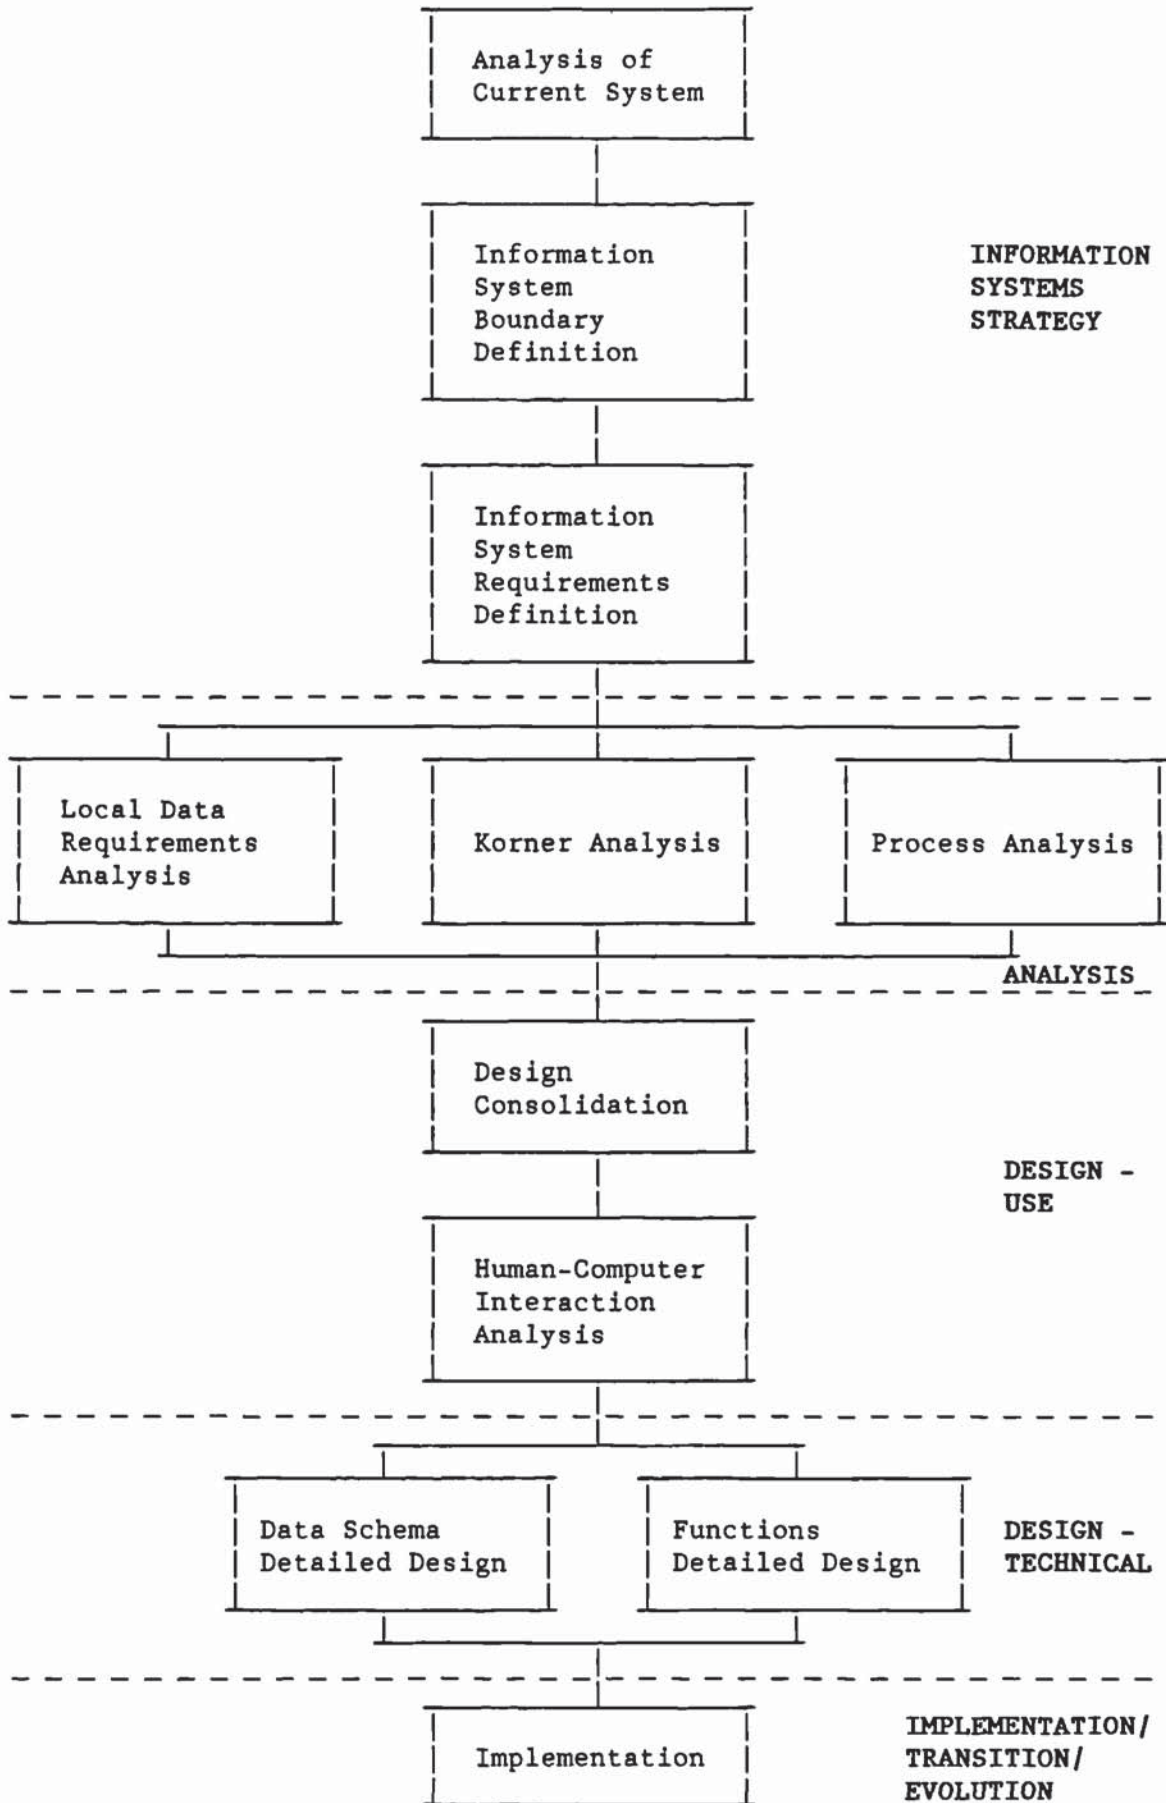 Analysis of
Current System
Information
System
Boundary
Definition
INFORMATION
SYSTEMS
STRATEGY
Information
System
Requirements
Definition
Local Data
Requirements
Analysis
Korner Analysis
Process Analysis
ANALYSIS
Design
Consolidation
DESIGN -
USE
Human-Computer
Interaction
Analysis
Data Schema
Detailed Design
Functions
Detailed Design
DESIGN -
TECHNICAL
Implementation
IMPLEMENTATION/
TRANSITION/
EVOLUTION